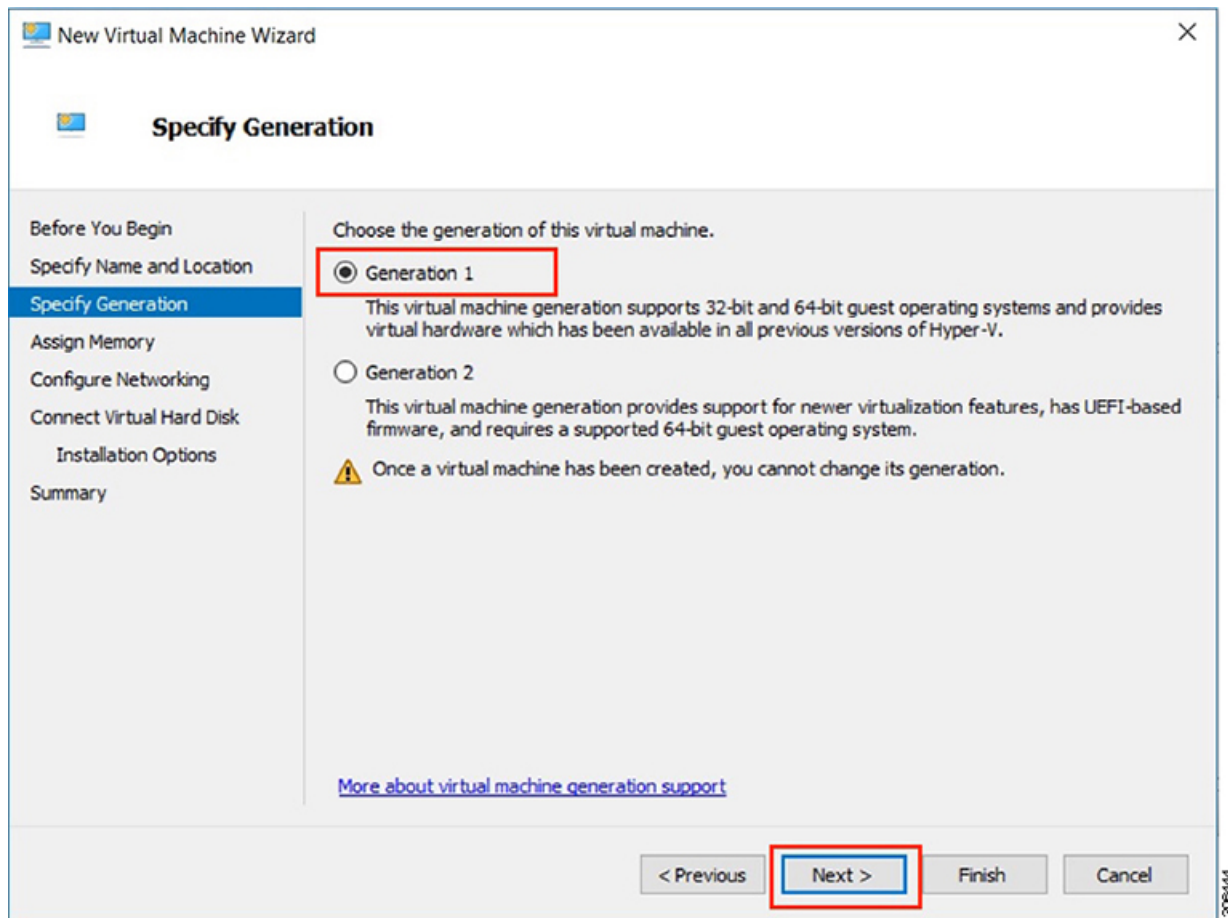 New Virtual Machine Wizard
Specify Generation
Before You Begin
Specify Name and Location
Specify Generation
Assign Memory
Configure Networking
Connect Virtual Hard Disk
Installation Options
Summary
Choose the generation of this virtual machine.
Generation 1
This virtual machine generation supports 32-bit and 64-bit guest operating systems and provides
virtual hardware which has been available in all previous versions of Hyper-V.
Generation 2
This virtual machine generation provides support for newer virtualization features, has UEFI-based
firmware, and requires a supported 64-bit guest operating system.
Once a virtual machine has been created, you cannot change its generation.
More about virtual machine generation support
< Previous
Next >
Finish
Cancel